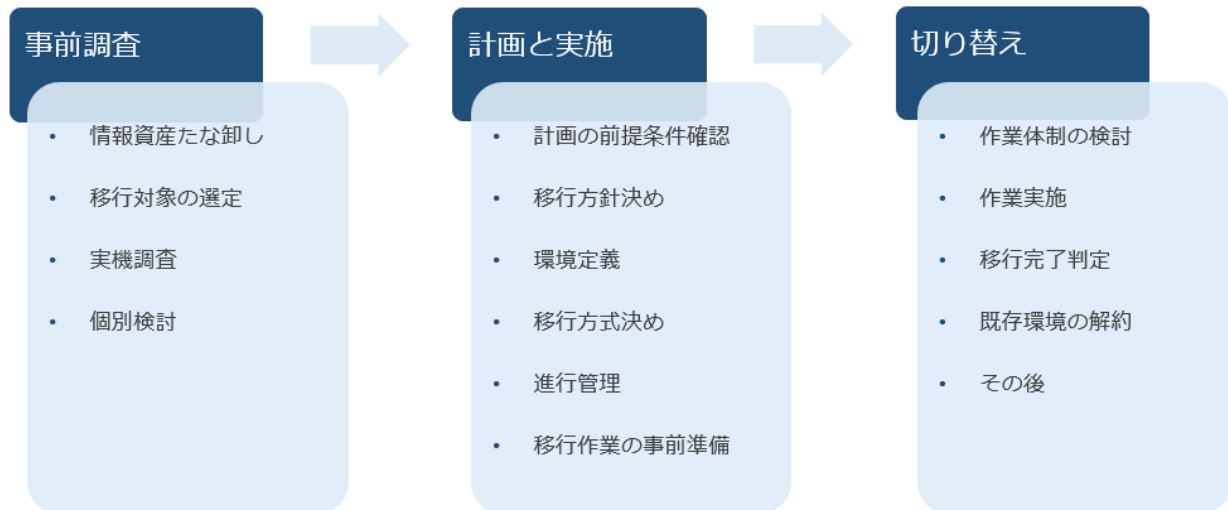 事前調査
・ 情報資産たな卸し
・ 移行対象の選定
・ 実機調査
・ 個別検討
計画と実施
・ 計画の前提条件確認
・ 移行方針決め
・ 環境定義
・ 移行方式決め
・ 進行管理
・ 移行作業の事前準備
切り替え
・ 作業体制の検討
・ 作業実施
・ 移行完了判定
・ 既存環境の解約
・ その後